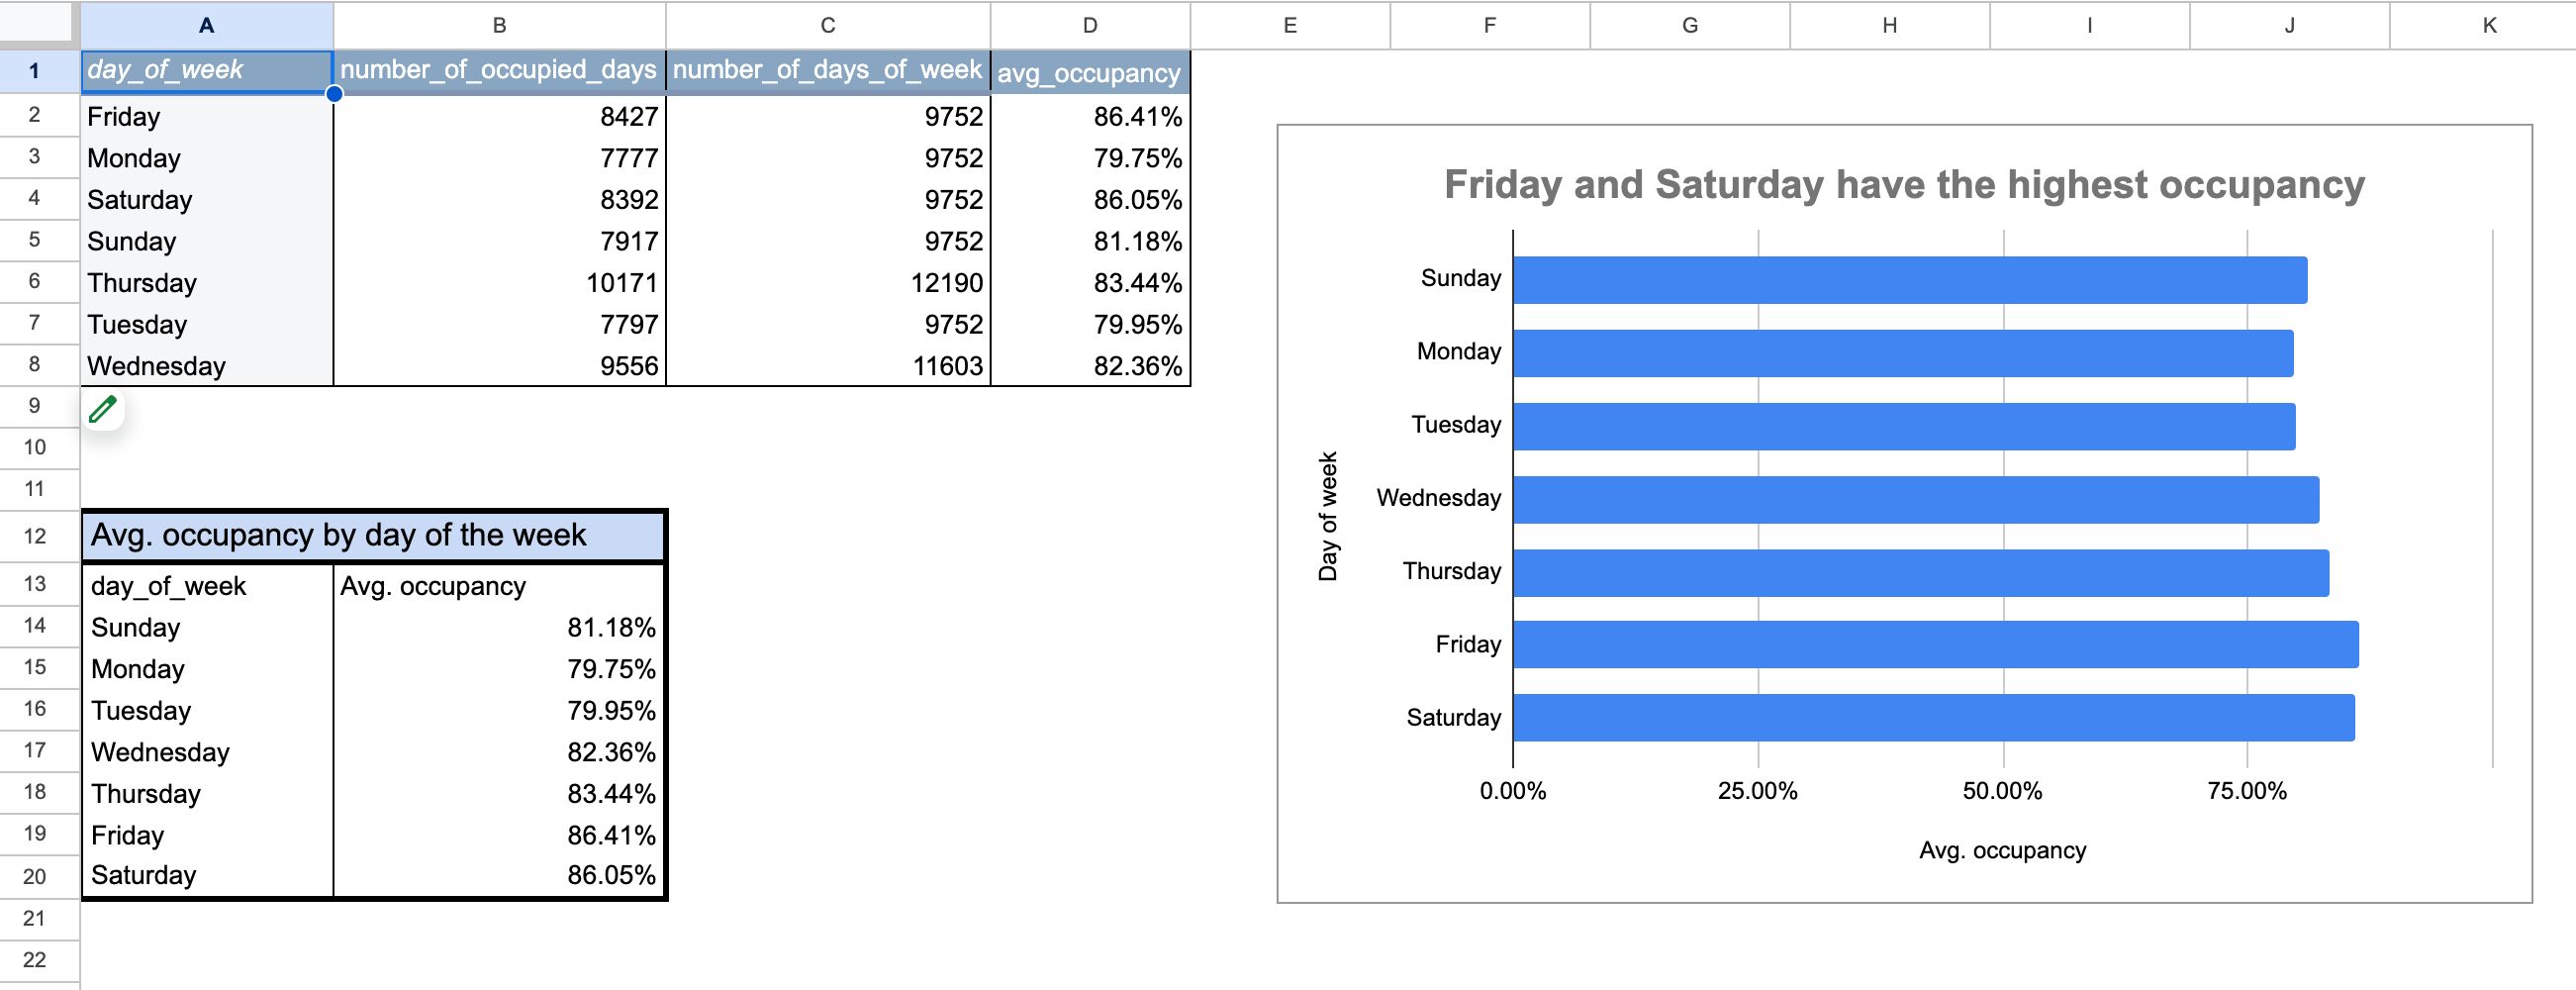 A B C D E F G H I J K
1 day_of_week number_of_occupied_days number_of_days_of_week avg_occupancy
2 Friday 8427 9752 86.41%
3 Monday 7777 9752 79.75%
4 Saturday 8392 9752 86.05%
5 Sunday 7917 9752 81.18%
6 Thursday 10171 12190 83.44%
7 Tuesday 7797 9752 79.95%
8 Wednesday 9556 11603 82.36%
9
10
11
12 Avg. occupancy by day of the week
13 day_of_week Avg. occupancy
14 Sunday 81.18%
15 Monday 79.75%
16 Tuesday 79.95%
17 Wednesday 82.36%
18 Thursday 83.44%
19 Friday 86.41%
20 Saturday 86.05%
21
22
Friday and Saturday have the highest occupancy
Day of week
Sunday
Monday
Tuesday
Wednesday
Thursday
Friday
Saturday
0.00% 25.00% 50.00% 75.00%
Avg. occupancy